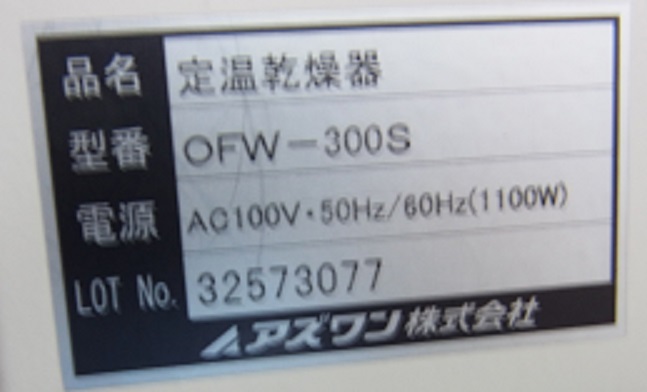 品名 定温乾燥器
型番 OFW-300S
電源 AC100V・50Hz/60Hz(1100W)
LOT No. 32573077
アズワン株式会社